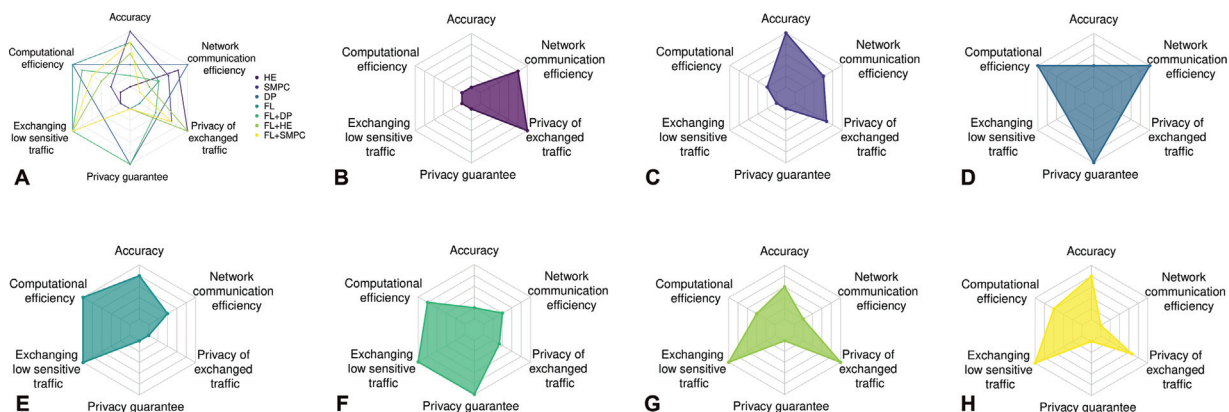 Accuracy
Computational
efficiency
Network
communication
efficiency
Exchanging
low sensitive
traffic
Privacy of
exchanged traffic
Privacy guarantee
HE
SMPC
DP
FL
FL+DP
FL+HE
FL+SMPC
A
Accuracy
Computational
efficiency
Network
communication
efficiency
Exchanging
low sensitive
traffic
Privacy of
exchanged traffic
Privacy guarantee
B
Accuracy
Computational
efficiency
Network
communication
efficiency
Exchanging
low sensitive
traffic
Privacy of
exchanged traffic
Privacy guarantee
C
Accuracy
Computational
efficiency
Network
communication
efficiency
Exchanging
low sensitive
traffic
Privacy of
exchanged traffic
Privacy guarantee
D
Accuracy
Computational
efficiency
Network
communication
efficiency
Exchanging
low sensitive
traffic
Privacy of
exchanged traffic
Privacy guarantee
E
Accuracy
Computational
efficiency
Network
communication
efficiency
Exchanging
low sensitive
traffic
Privacy of
exchanged traffic
Privacy guarantee
F
Accuracy
Computational
efficiency
Network
communication
efficiency
Exchanging
low sensitive
traffic
Privacy of
exchanged traffic
Privacy guarantee
G
Accuracy
Computational
efficiency
Network
communication
efficiency
Exchanging
low sensitive
traffic
Privacy of
exchanged traffic
Privacy guarantee
H